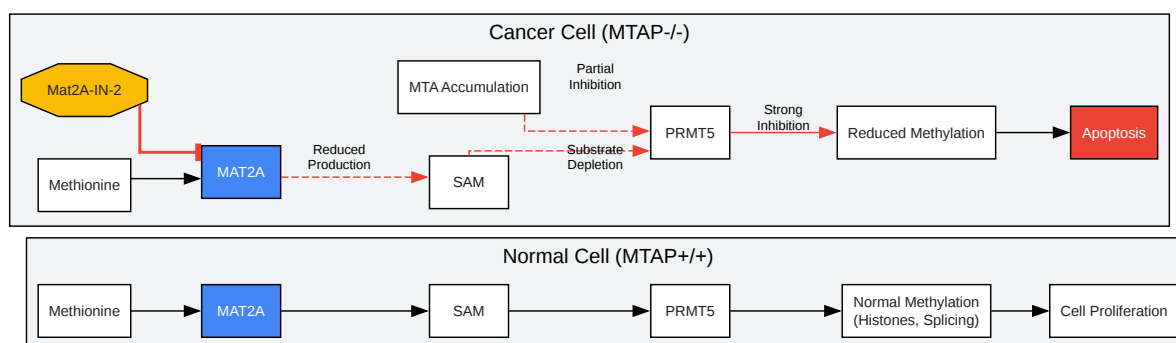 Cancer Cell (MTAP-/-)
Mat2A-IN-2
MTA Accumulation
Partial
Inhibition
PRMT5
Strong
Inhibition
Reduced Methylation
Apoptosis
Methionine
MAT2A
Reduced
Production
SAM
Substrate
Depletion
Normal Cell (MTAP+/+)
Methionine
MAT2A
SAM
PRMT5
Normal Methylation
(Histones, Splicing)
Cell Proliferation